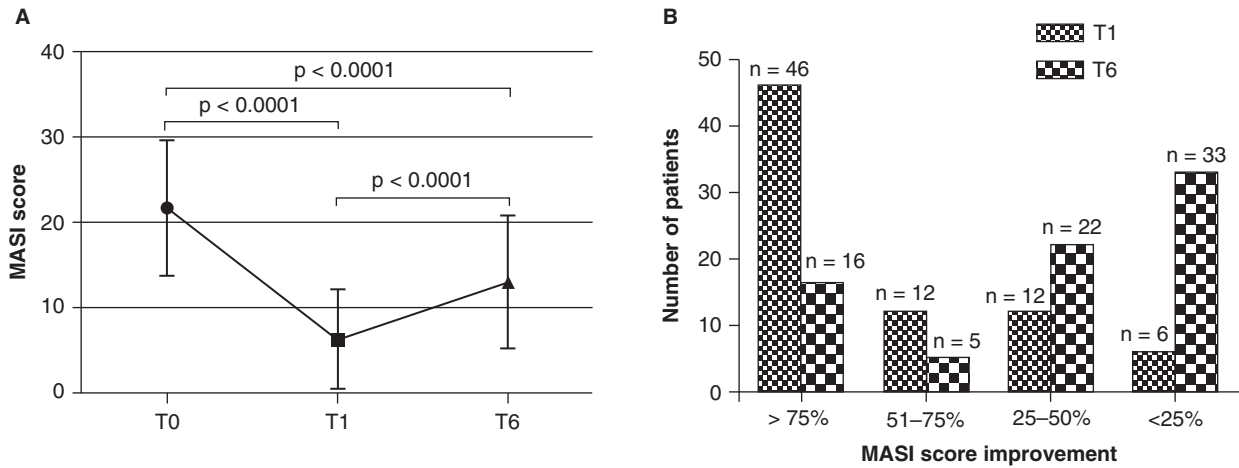 A
MASI score
40
30
20
10
0
p < 0.0001
p < 0.0001
p < 0.0001
T0
T1
T6
B
T1
T6
Number of patients
50
40
30
20
10
0
n = 46
n = 16
n = 12
n = 5
n = 12
n = 22
n = 6
n = 33
> 75%
51–75%
25–50%
<25%
MASI score improvement